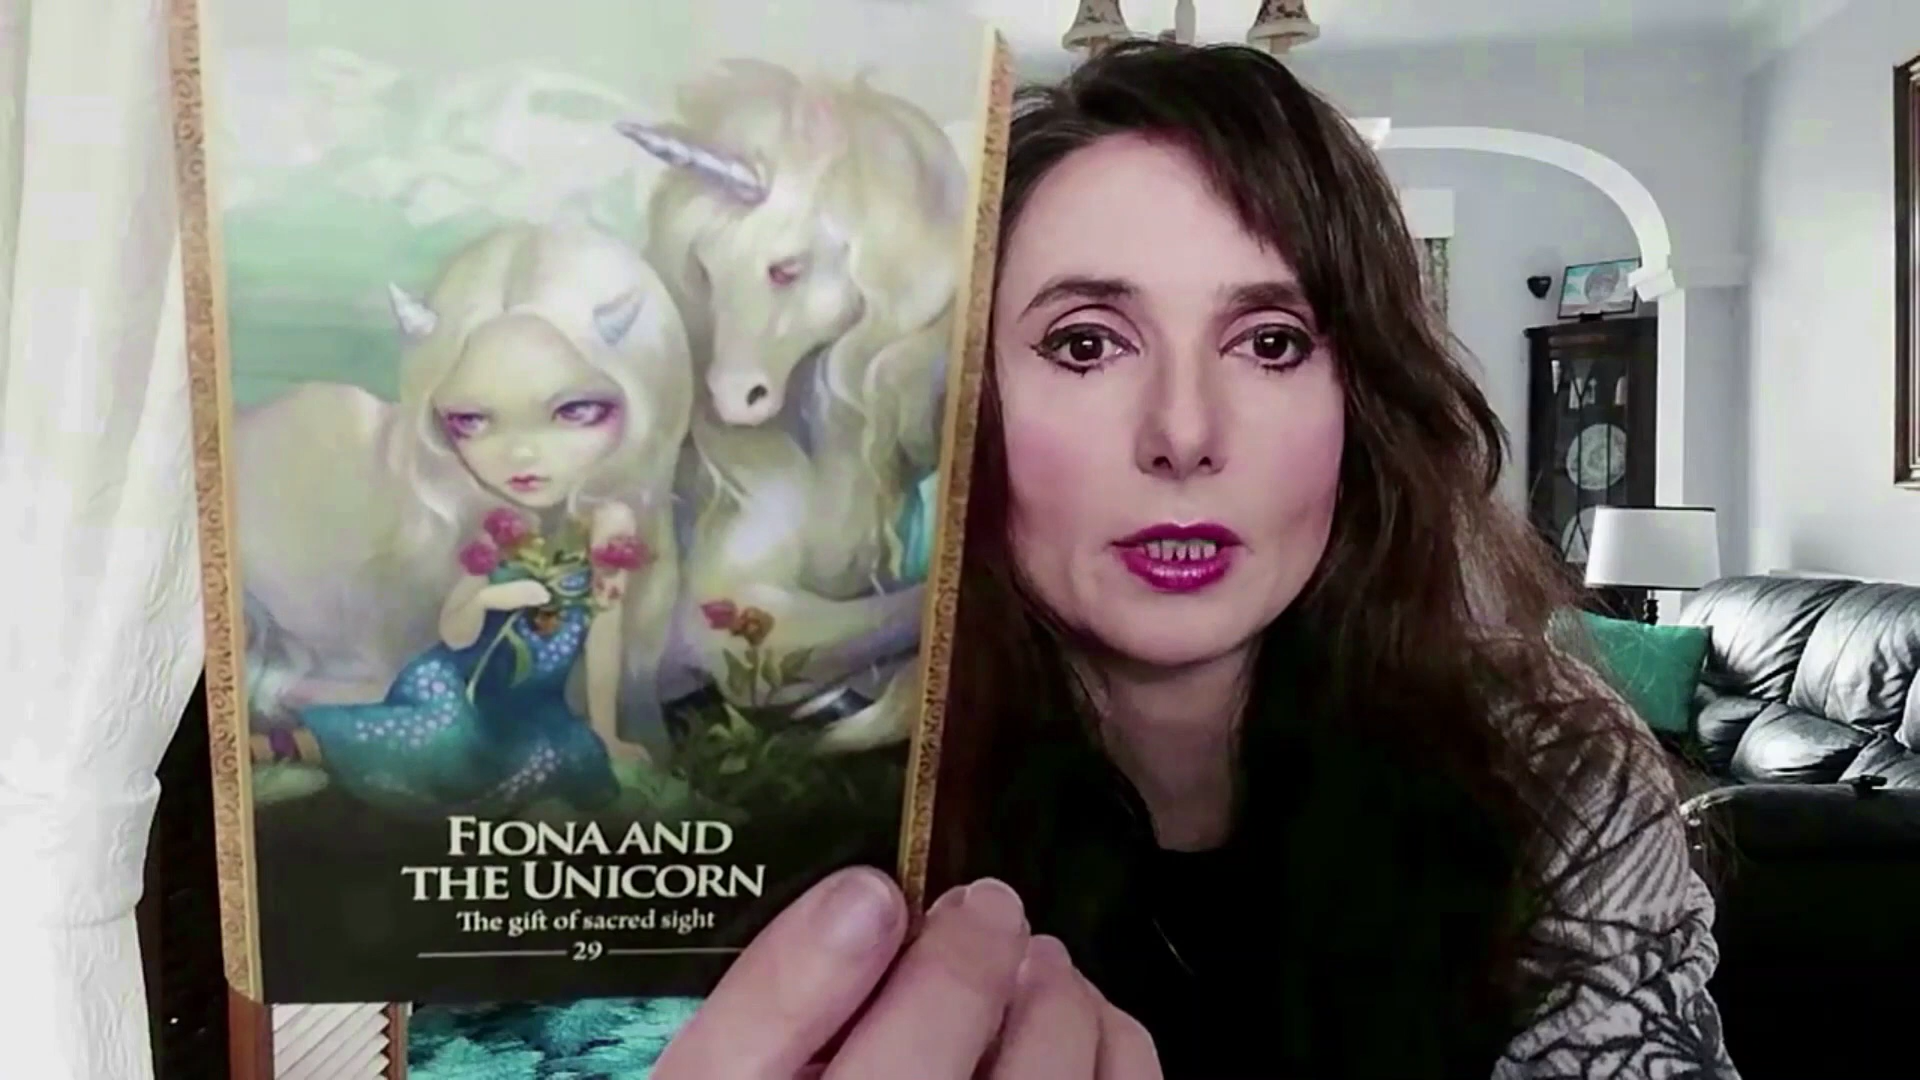 FIONA AND
THE UNICORN
The gift of sacred sight
29